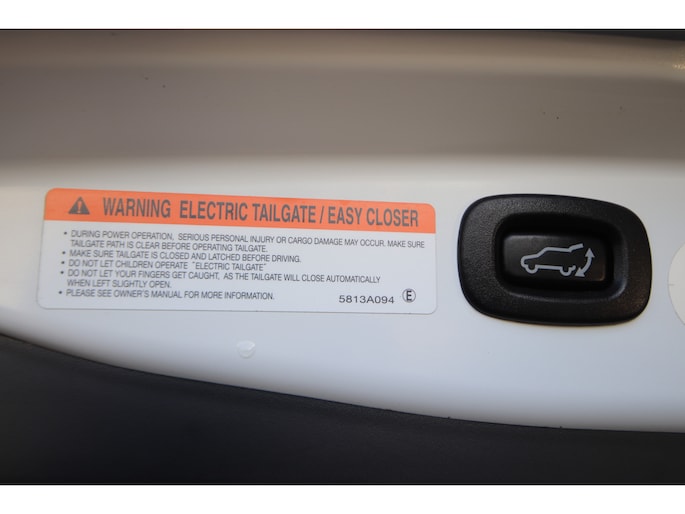 WARNING ELECTRIC TAILGATE / EASY CLOSER
• DURING POWER OPERATION, SERIOUS PERSONAL INJURY OR CARGO DAMAGE MAY OCCUR. MAKE SURE
TAILGATE PATH IS CLEAR BEFORE OPERATING TAILGATE.
• MAKE SURE TAILGATE IS CLOSED AND LATCHED BEFORE DRIVING.
• DO NOT LET CHILDREN OPERATE "ELECTRIC TAILGATE"
• DO NOT LET YOUR FINGERS GET CAUGHT, AS THE TAILGATE WILL CLOSE AUTOMATICALLY
WHEN LEFT SLIGHTLY OPEN.
• PLEASE SEE OWNER'S MANUAL FOR MORE INFORMATION.
5813A094 Ⓔ